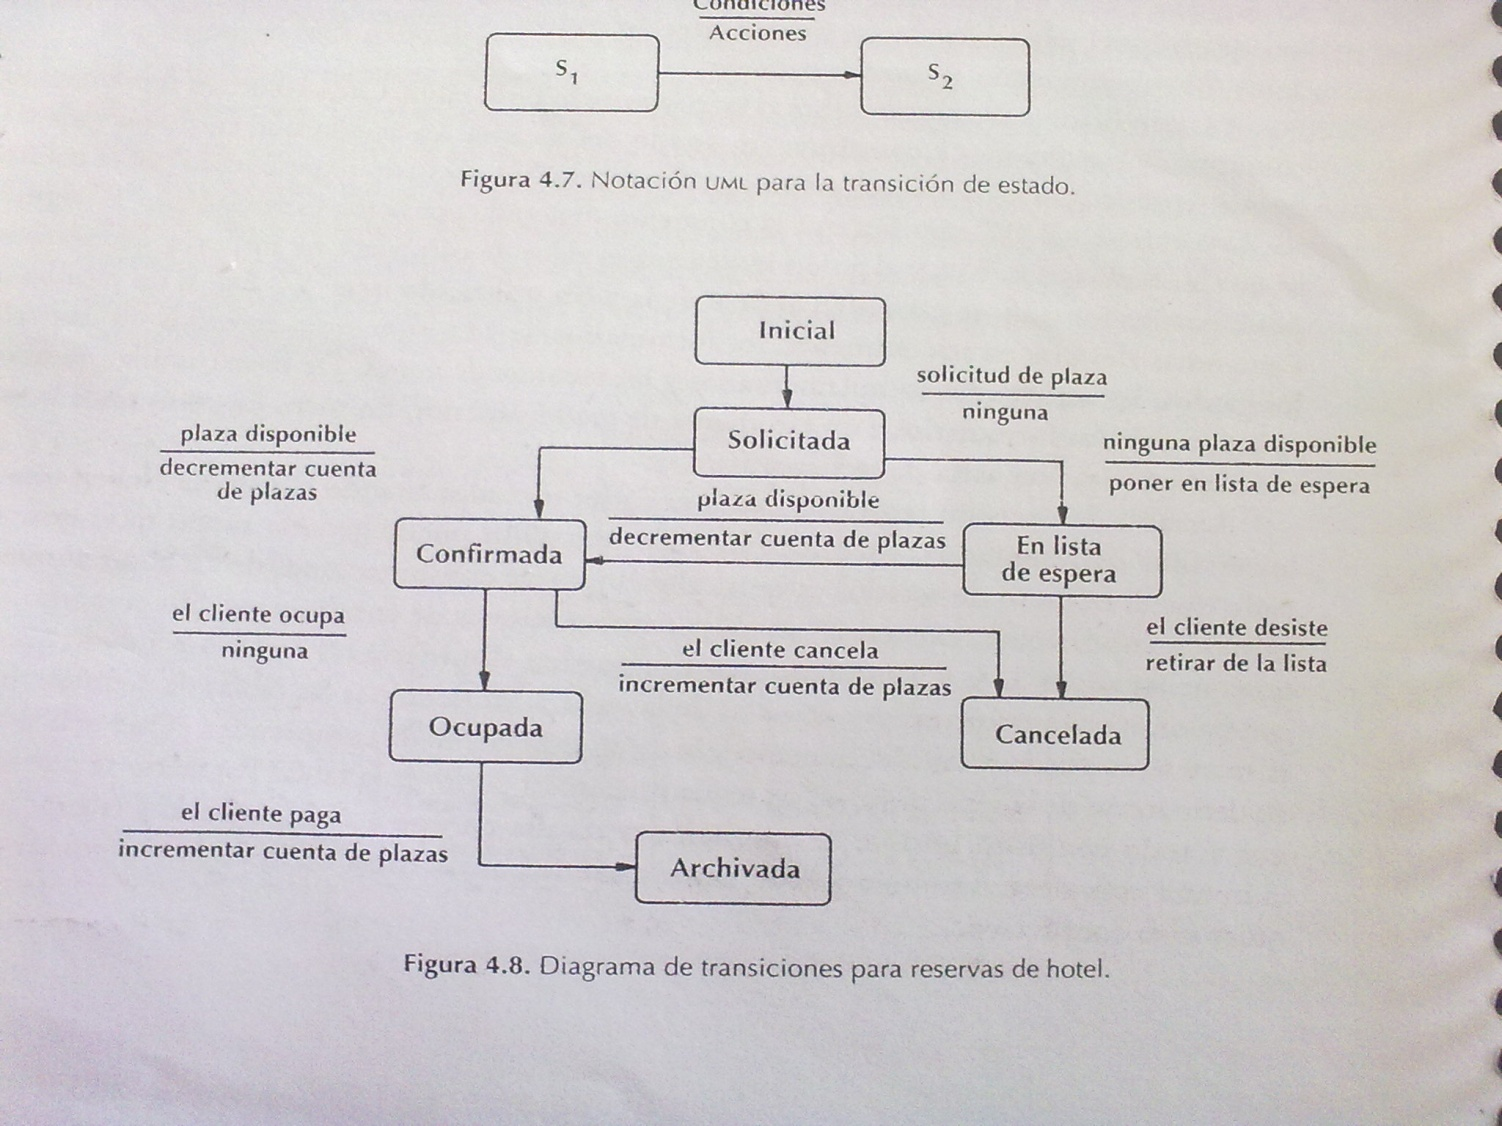 Condiciones
Acciones
S1
S2
Figura 4.7. Notación UML para la transición de estado.
Inicial
solicitud de plaza
ninguna
Solicitada
plaza disponible
decrementar cuenta
de plazas
ninguna plaza disponible
poner en lista de espera
plaza disponible
decrementar cuenta de plazas
Confirmada
En lista
de espera
el cliente ocupa
ninguna
el cliente cancela
incrementar cuenta de plazas
el cliente desiste
retirar de la lista
Ocupada
Cancelada
el cliente paga
incrementar cuenta de plazas
Archivada
Figura 4.8. Diagrama de transiciones para reservas de hotel.